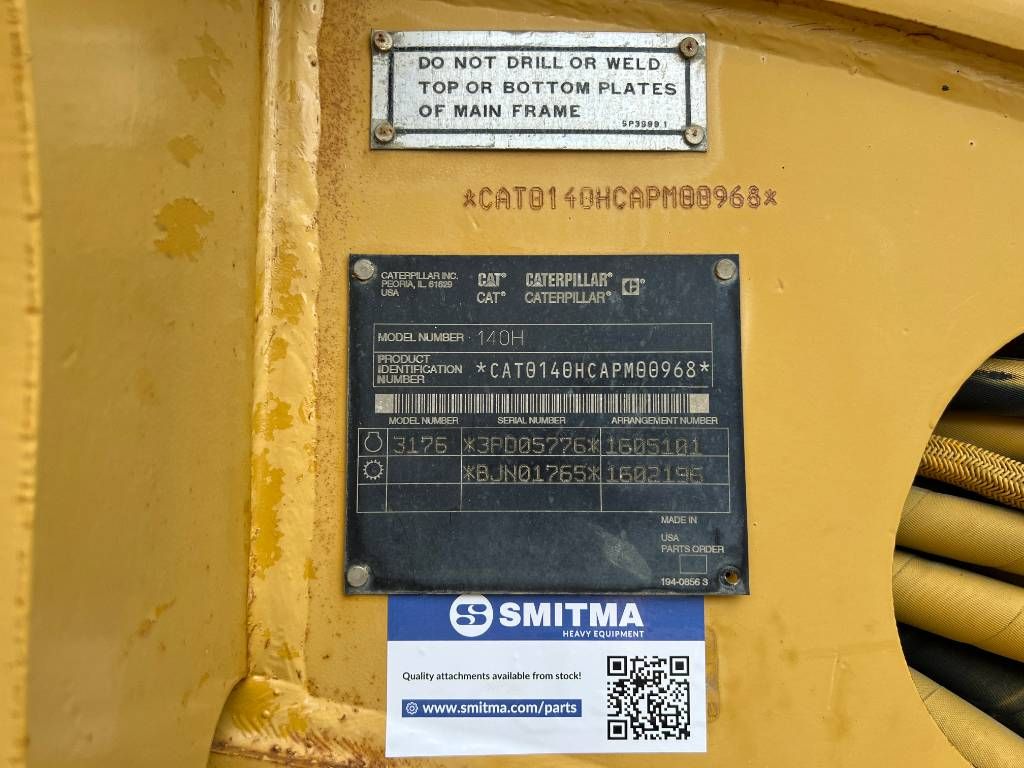 DO NOT DRILL OR WELD
TOP OR BOTTOM PLATES
OF MAIN FRAME
*CAT0140HCAPM00968*
CATERPILLAR INC.
PEORIA, IL 61629
USA
CAT® CATERPILLAR®
CAT® CATERPILLAR®
MODEL NUMBER 140H
PRODUCT
IDENTIFICATION
NUMBER
*CAT0140HCAPM00968*
MODEL NUMBER SERIAL NUMBER ARRANGEMENT NUMBER
3176 *3PD05776* 1605101
*BJN01765* 1602196
MADE IN
USA
PARTS ORDER
194-0856 3
SMITMA
HEAVY EQUIPMENT
Quality attachments available from stock!
www.smitma.com/parts